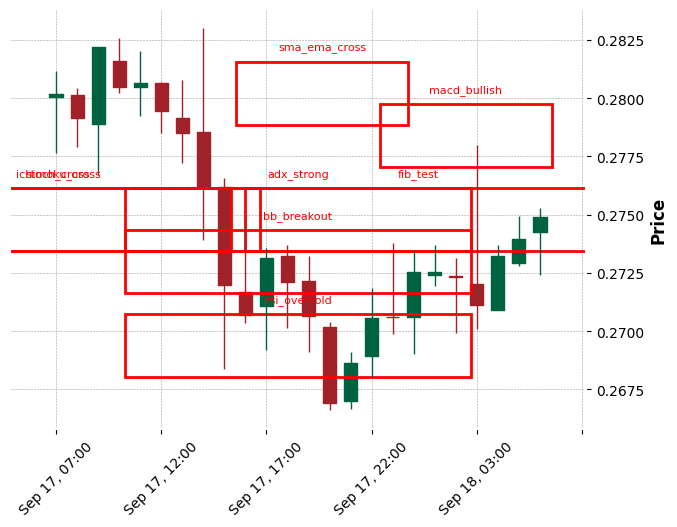 sma_ema_cross
macd_bullish
stoch_cross
adx_strong
fib_test
bb_breakout
rsi_oversold
0.2825
0.2800
0.2775
0.2750
0.2725
0.2700
0.2675
Price
Sep 17, 07:00
Sep 17, 12:00
Sep 17, 17:00
Sep 17, 22:00
Sep 18, 03:00